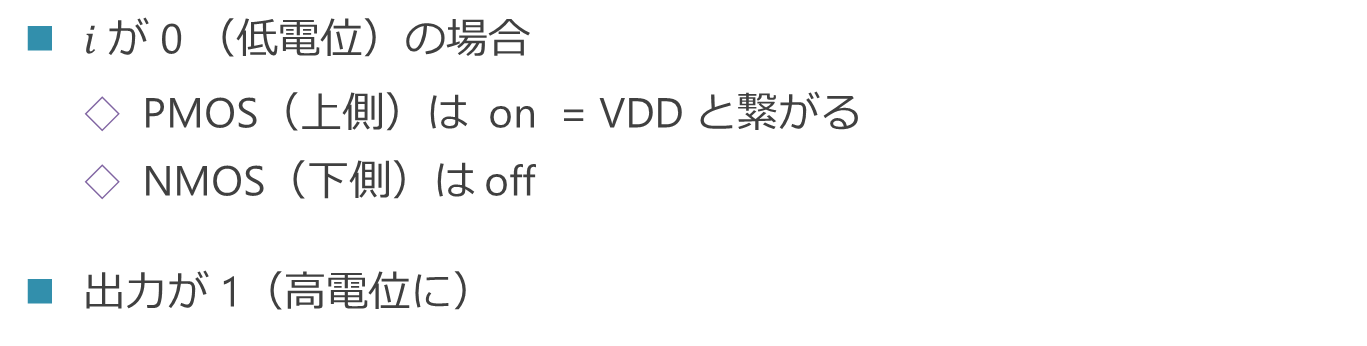 ■ i が 0 （低電位）の場合
◇ PMOS（上側）は on = VDD と繋がる
◇ NMOS（下側）は off
■ 出力が 1（高電位に）